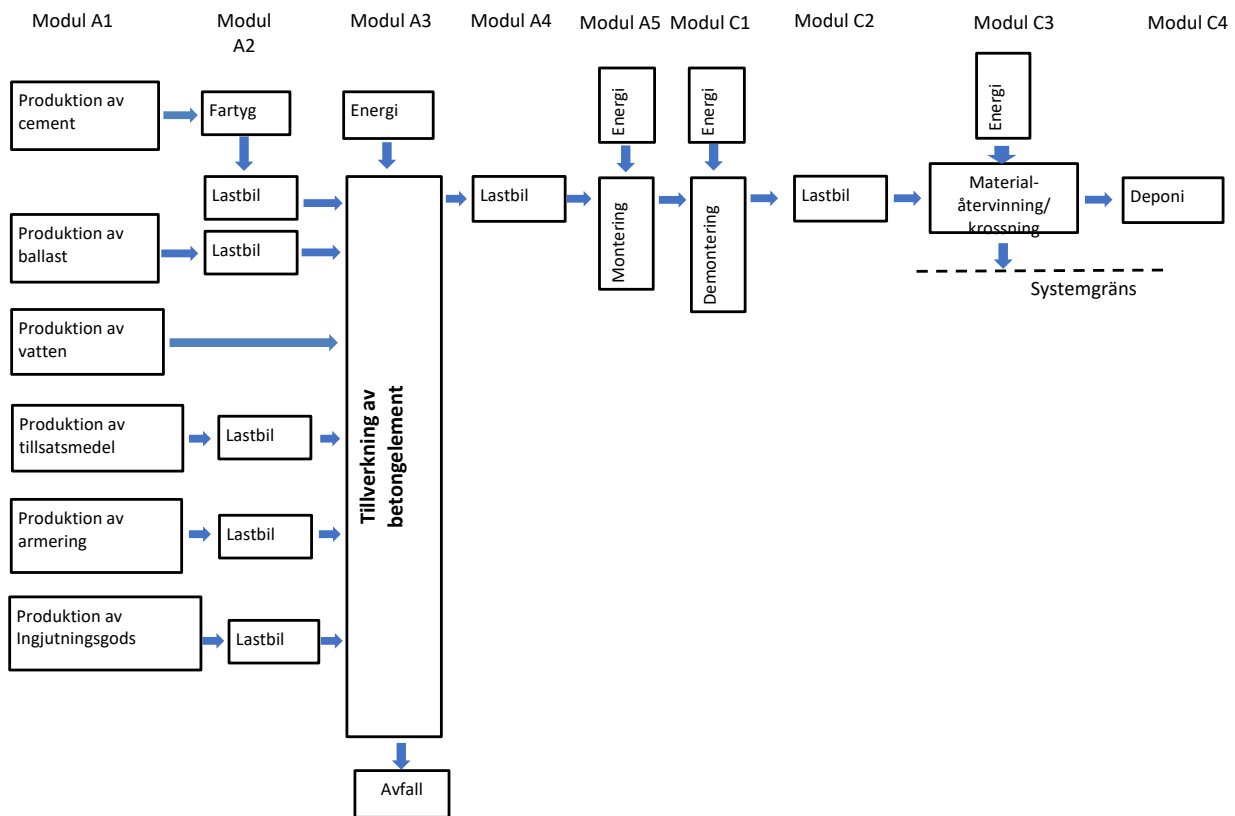 Modul A1
Modul
A2
Modul A3
Modul A4
Modul A5
Modul C1
Modul C2
Modul C3
Modul C4
Produktion av
cement
Fartyg
Energi
Energi
Energi
Energi
Lastbil
Lastbil
Montering
Demontering
Lastbil
Material-
återvinning/
krossning
Deponi
Produktion av
ballast
Lastbil
Systemgräns
Produktion av
vatten
Tillverkning av
betongelement
Produktion av
tillsatsmedel
Lastbil
Produktion av
armering
Lastbil
Produktion av
Ingjutningsgods
Lastbil
Avfall